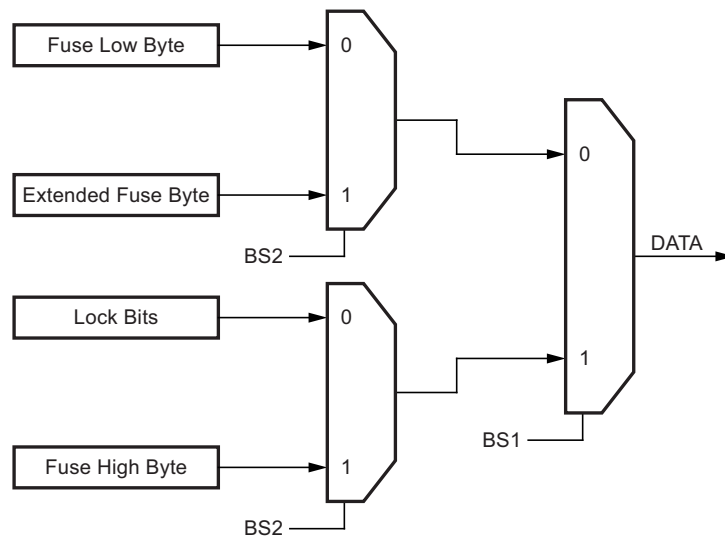 Fuse Low Byte
0
Extended Fuse Byte
1
BS2
0
DATA
Lock Bits
0
1
BS1
Fuse High Byte
1
BS2